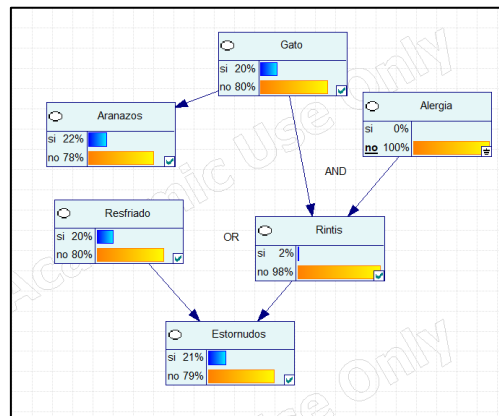 Gato
si 20%
no 80%
Aranazos
si 22%
no 78%
Alergia
si 0%
no 100%
AND
Resfriado
si 20%
no 80%
OR
Rintis
si 2%
no 98%
Estornudos
si 21%
no 79%
Academic Use Only
Use Only